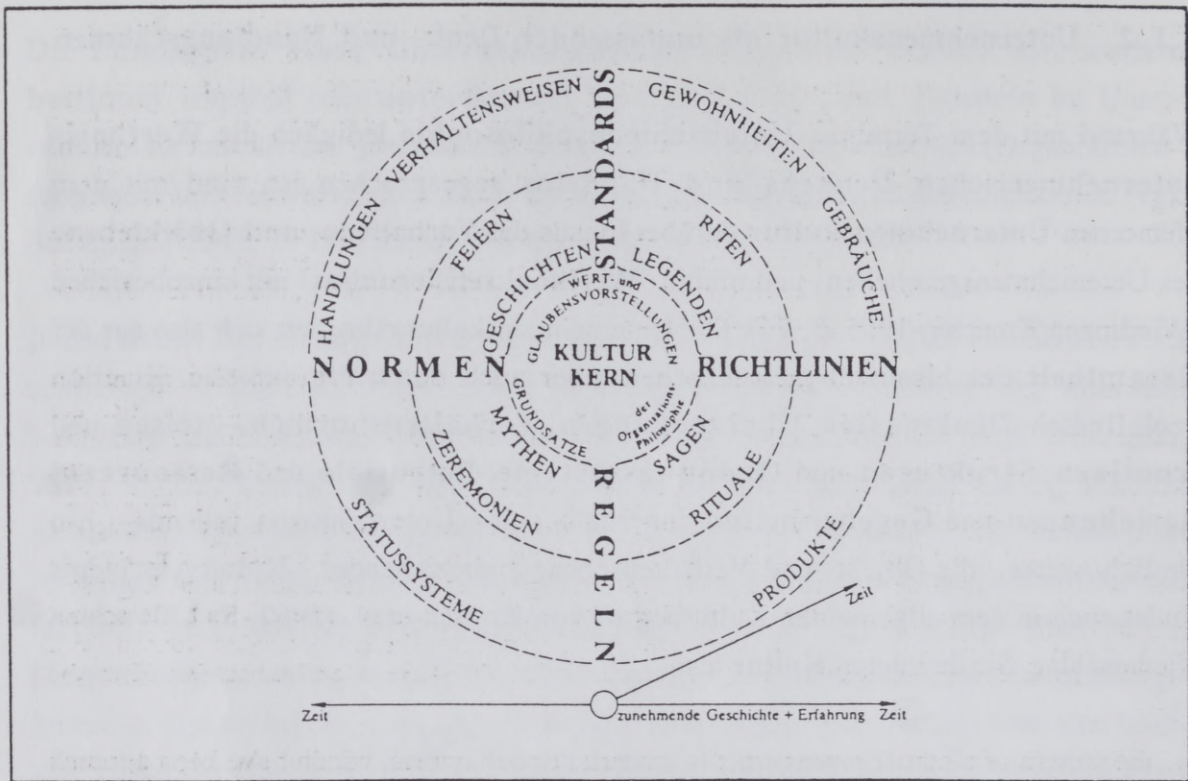 HANDLUNGEN VERHALTENSWEISEN
STANDARDS
GEWOHNHEITEN
GEBRÄUCHE
FEIERN
RITEN
GESCHICHTEN
LEGENDEN
WERT- und
GLAUBENSVORSTELLUNGEN
KULTUR
KERN
NORMEN
RICHTLINIEN
GRUNDSÄTZE
der
Organisations-
Philosophie
MYTHEN
SAGEN
ZEREMONIEN
RITUALE
REGELN
STATUSSYSTEME
PRODUKTE
Zeit
Zeit
zunehmende Geschichte + Erfahrung
Zeit